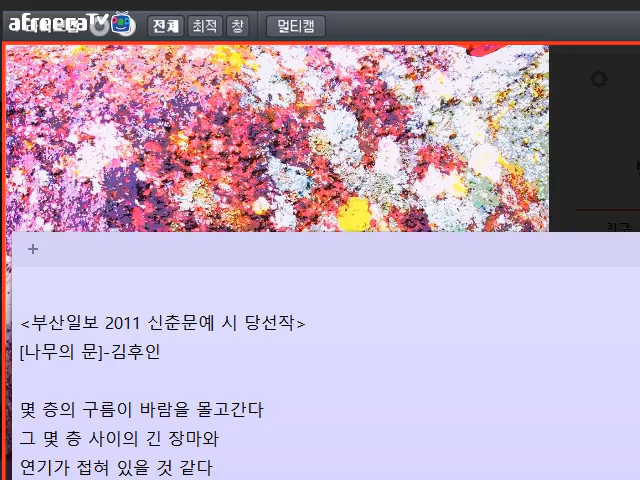 afreecaTV
전체 최적 창 멀티캠
+
<부산일보 2011 신춘문예 시 당선작>
[나무의 문]-김후인
몇 층의 구름이 바람을 몰고간다
그 몇 층 사이의 긴 장마와
연기가 접혀 있을 것 같다